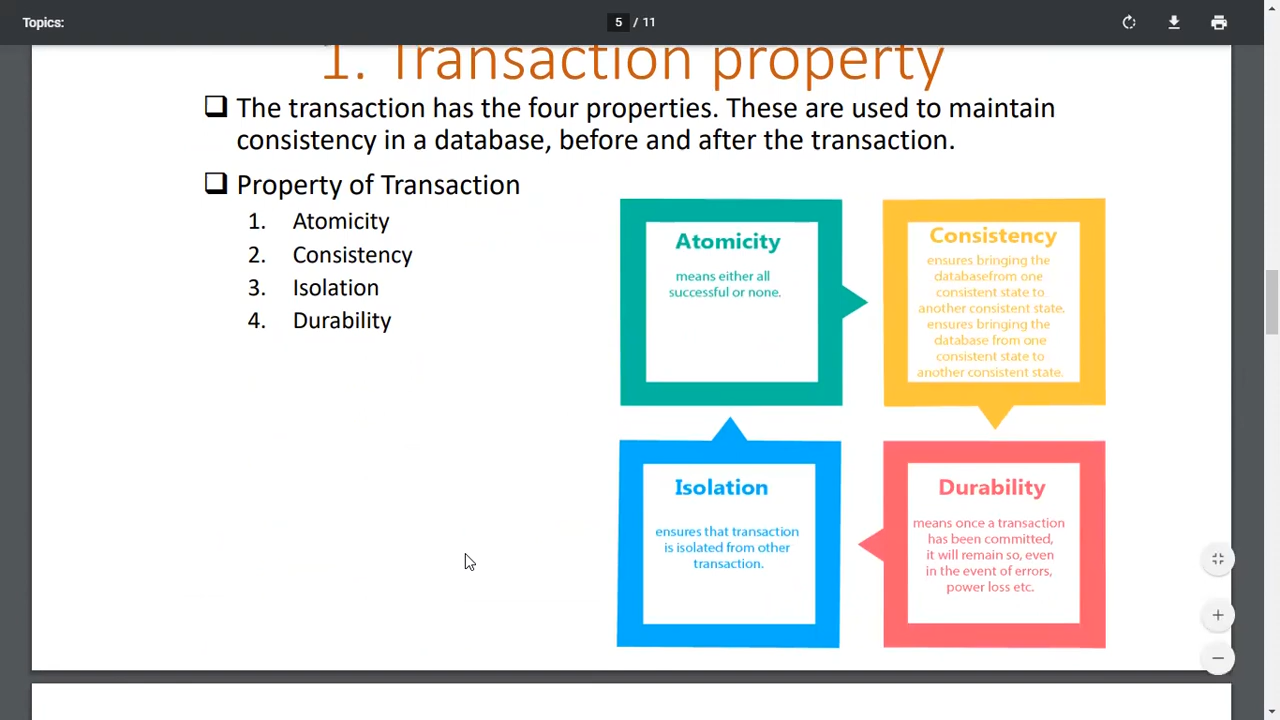 Topics:
5 / 11
1. Transaction property
❑ The transaction has the four properties. These are used to maintain
consistency in a database, before and after the transaction.
❑ Property of Transaction
1. Atomicity
2. Consistency
3. Isolation
4. Durability
Atomicity
means either all
successful or none.
Consistency
ensures bringing the
databasefrom one
consistent state to
another consistent state.
ensures bringing the
database from one
consistent state to
another consistent state.
Isolation
ensures that transaction
is isolated from other
transaction.
Durability
means once a transaction
has been committed,
it will remain so, even
in the event of errors,
power loss etc.